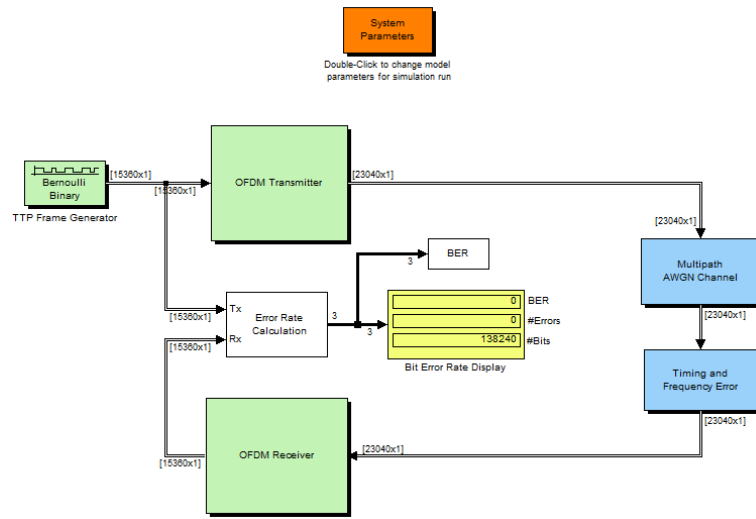 System
Parameters
Double-Click to change model
parameters for simulation run
[15360x1]
[23040x1]
Bernoulli
Binary
[15360x1]
OFDM Transmitter
TTP Frame Generator
[23040x1]
3
BER
Multipath
AWGN Channel
Tx
Error Rate
Calculation
Rx
[15360x1]
3
3
0
BER
0
#Errors
138240
#Bits
[23040x1]
[15360x1]
Bit Error Rate Display
Timing and
Frequency Error
[23040x1]
OFDM Receiver
[23040x1]
[15360x1]